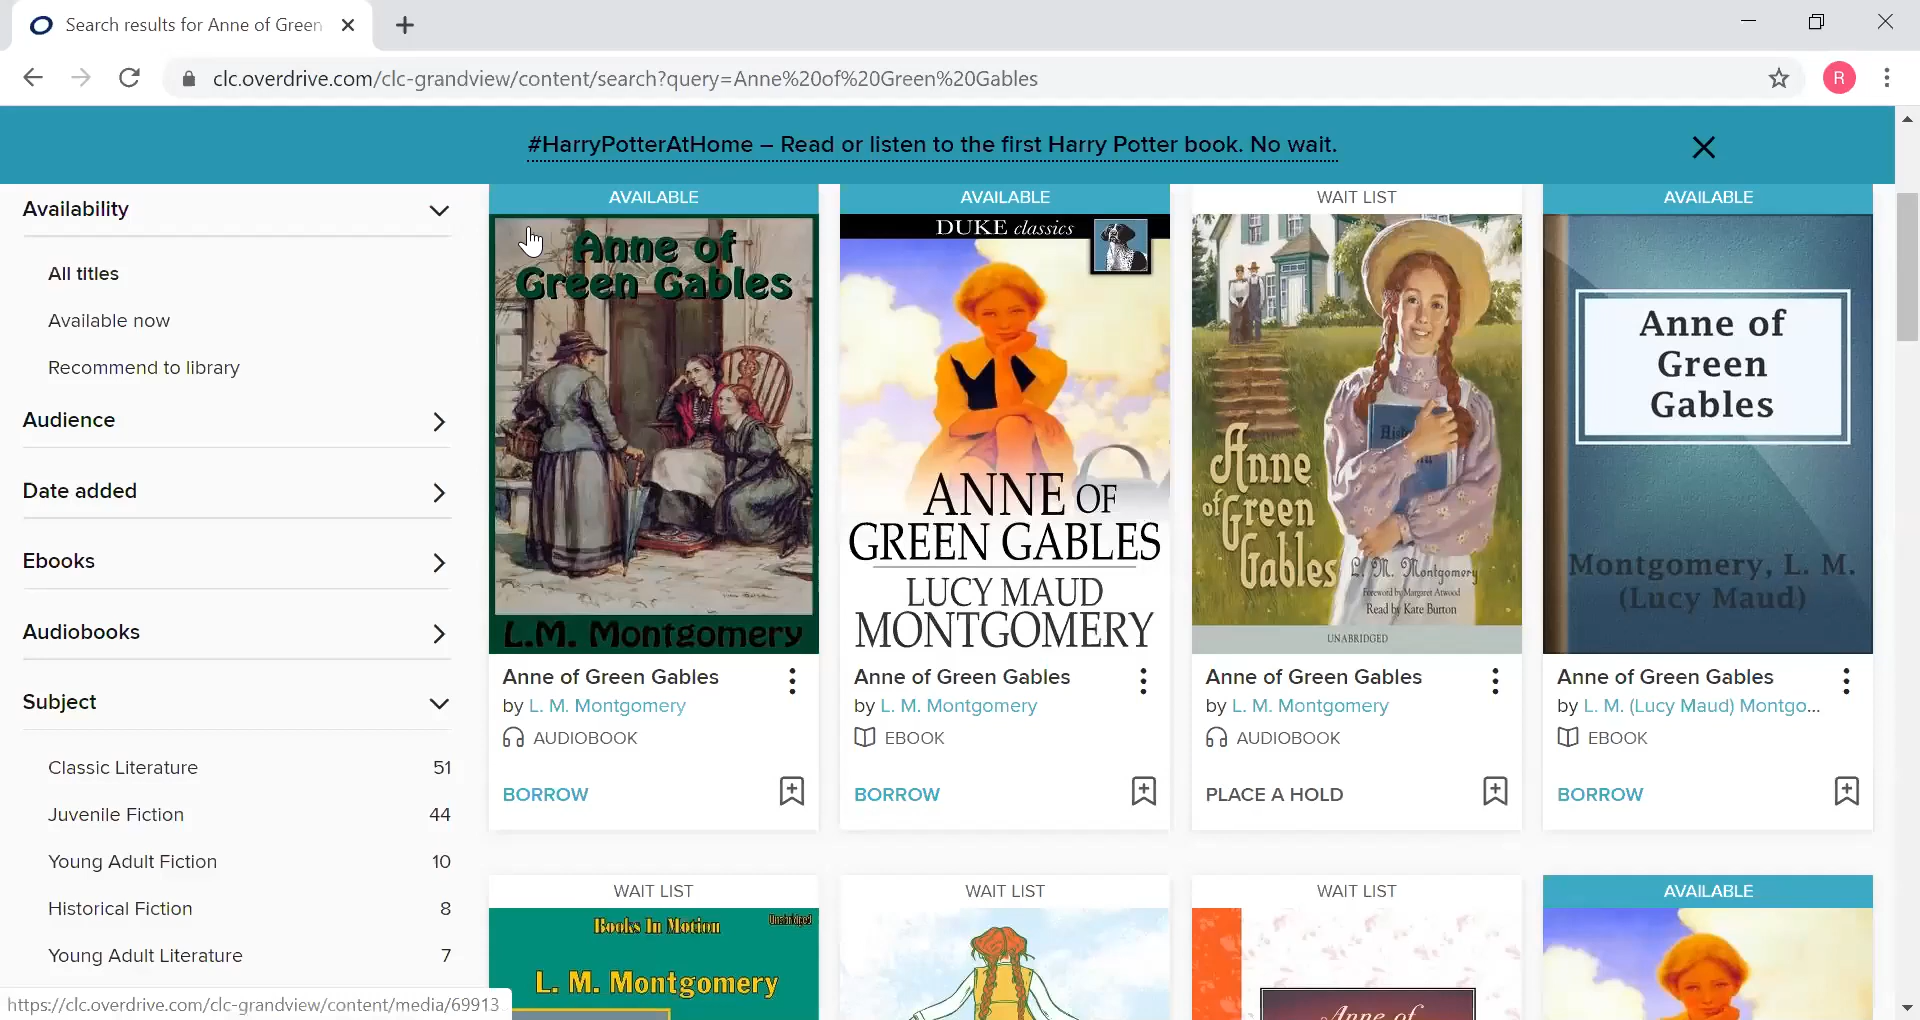 Search results for Anne of Green
clc.overdrive.com/clc-grandview/content/search?query=Anne%20of%20Green%20Gables
R
#HarryPotterAtHome – Read or listen to the first Harry Potter book. No wait.
Availability
All titles
Available now
Recommend to library
Audience
Date added
Ebooks
Audiobooks
Subject
Classic Literature 51
Juvenile Fiction 44
Young Adult Fiction 10
Historical Fiction 8
Young Adult Literature 7
AVAILABLE
Anne of
Green Gables
L.M. Montgomery
Anne of Green Gables
by L. M. Montgomery
AUDIOBOOK
BORROW
AVAILABLE
DUKE classics
ANNE OF
GREEN GABLES
LUCY MAUD
MONTGOMERY
Anne of Green Gables
by L. M. Montgomery
EBOOK
BORROW
WAIT LIST
Anne
of Green
Gables
L. M. Montgomery
Foreword by Margaret Atwood
Read by Kate Burton
UNABRIDGED
Anne of Green Gables
by L. M. Montgomery
AUDIOBOOK
PLACE A HOLD
AVAILABLE
Anne of
Green
Gables
Montgomery, L. M.
(Lucy Maud)
Anne of Green Gables
by L. M. (Lucy Maud) Montgo...
EBOOK
BORROW
WAIT LIST
Books In Motion
Unabridged
L. M. Montgomery
WAIT LIST
WAIT LIST
Anne of
AVAILABLE
https://clc.overdrive.com/clc-grandview/content/media/69913